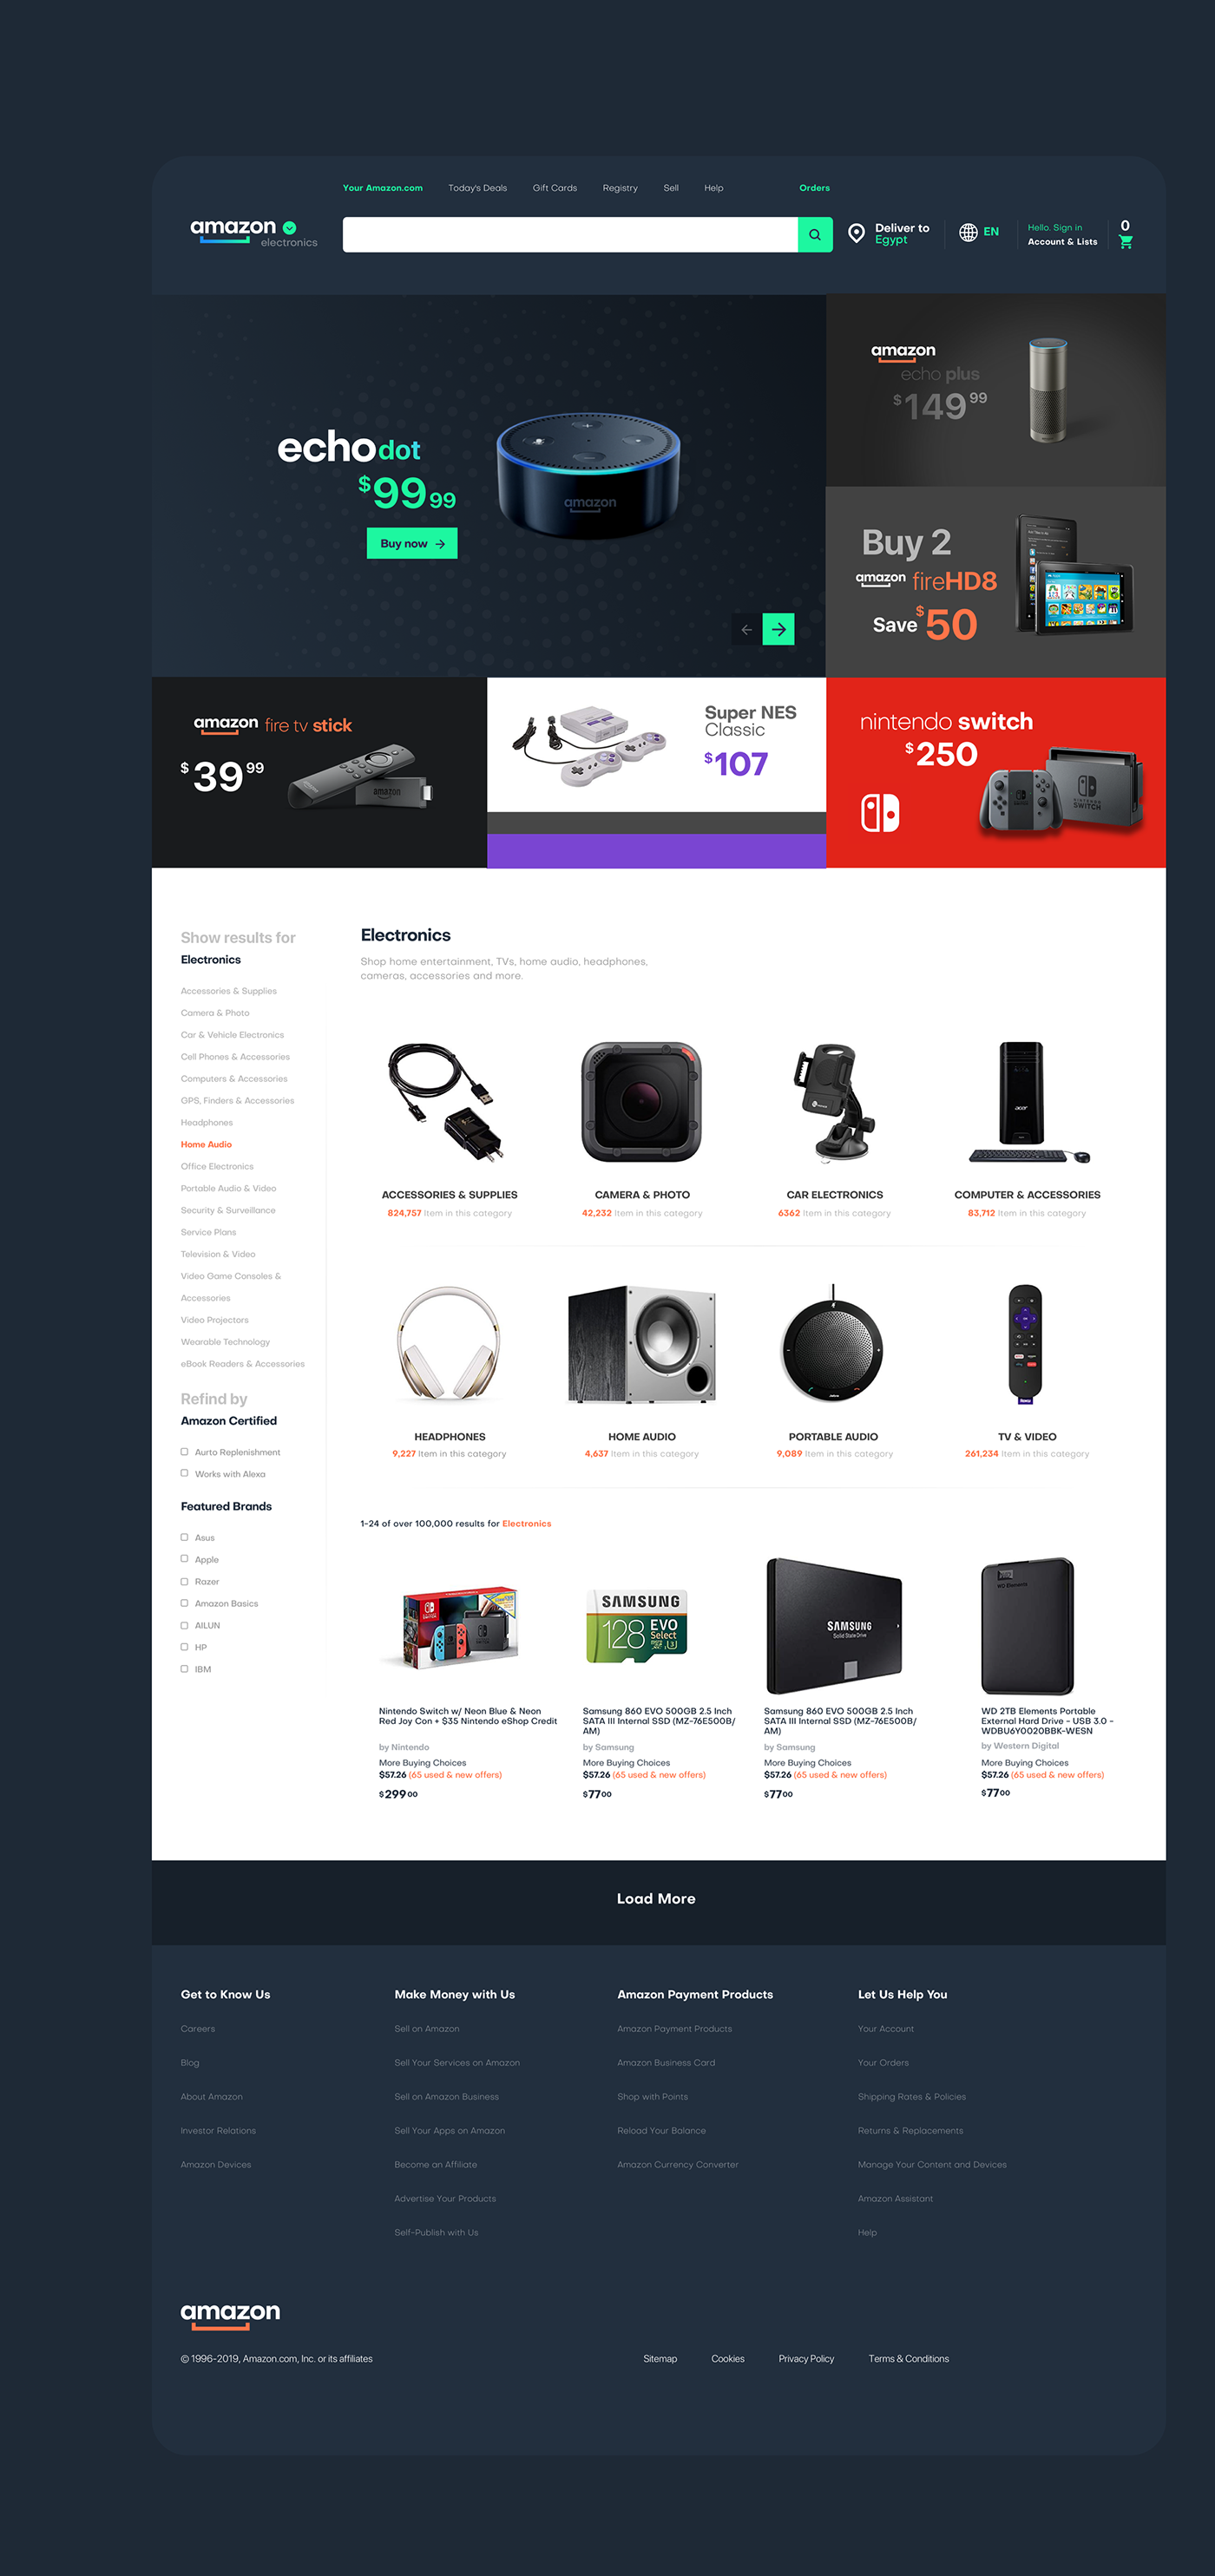 Your Amazon.com Today's Deals Gift Cards Registry Sell Help Orders
amazon
electronics
Deliver to
Egypt
EN
Hello. Sign in
Account & Lists
0
echo dot
$99 99
Buy now
amazon
amazon
echo plus
$149 99
Buy 2
amazon fireHD8
Save $50
amazon fire tv stick
$39 99
amazon
Super NES
Classic
$107
nintendo switch
$250
NINTENDO
SWITCH
Show results for
Electronics
Accessories & Supplies
Camera & Photo
Car & Vehicle Electronics
Cell Phones & Accessories
Computers & Accessories
GPS, Finders & Accessories
Headphones
Home Audio
Office Electronics
Portable Audio & Video
Security & Surveillance
Service Plans
Television & Video
Video Game Consoles &
Accessories
Video Projectors
Wearable Technology
eBook Readers & Accessories
Refind by
Amazon Certified
Aurto Replenishment
Works with Alexa
Featured Brands
Asus
Apple
Razer
Amazon Basics
AILUN
HP
IBM
Electronics
Shop home entertainment, TVs, home audio, headphones,
cameras, accessories and more.
acer
ACCESSORIES & SUPPLIES
824,757 Item in this category
CAMERA & PHOTO
42,232 Item in this category
CAR ELECTRONICS
6362 Item in this category
COMPUTER & ACCESSORIES
83,712 Item in this category
Jabra
Roku
HEADPHONES
9,227 Item in this category
HOME AUDIO
4,637 Item in this category
PORTABLE AUDIO
9,089 Item in this category
TV & VIDEO
261,234 Item in this category
1-24 of over 100,000 results for Electronics
SAMSUNG
128 EVO
Select
SAMSUNG
Solid State Drive
WD Elements
Nintendo Switch w/ Neon Blue & Neon
Red Joy Con + $35 Nintendo eShop Credit
by Nintendo
More Buying Choices
$57.26 (65 used & new offers)
$299 00
Samsung 860 EVO 500GB 2.5 Inch
SATA III Internal SSD (MZ-76E500B/
AM)
by Samsung
More Buying Choices
$57.26 (65 used & new offers)
$77 00
Samsung 860 EVO 500GB 2.5 Inch
SATA III Internal SSD (MZ-76E500B/
AM)
by Samsung
More Buying Choices
$57.26 (65 used & new offers)
$77 00
WD 2TB Elements Portable
External Hard Drive - USB 3.0 -
WDBU6Y0020BBK-WESN
by Western Digital
More Buying Choices
$57.26 (65 used & new offers)
$77 00
Load More
Get to Know Us
Careers
Blog
About Amazon
Investor Relations
Amazon Devices
Make Money with Us
Sell on Amazon
Sell Your Services on Amazon
Sell on Amazon Business
Sell Your Apps on Amazon
Become an Affiliate
Advertise Your Products
Self-Publish with Us
Amazon Payment Products
Amazon Payment Products
Amazon Business Card
Shop with Points
Reload Your Balance
Amazon Currency Converter
Let Us Help You
Your Account
Your Orders
Shipping Rates & Policies
Returns & Replacements
Manage Your Content and Devices
Amazon Assistant
Help
amazon
© 1996-2019, Amazon.com, Inc. or its affiliates
Sitemap Cookies Privacy Policy Terms & Conditions